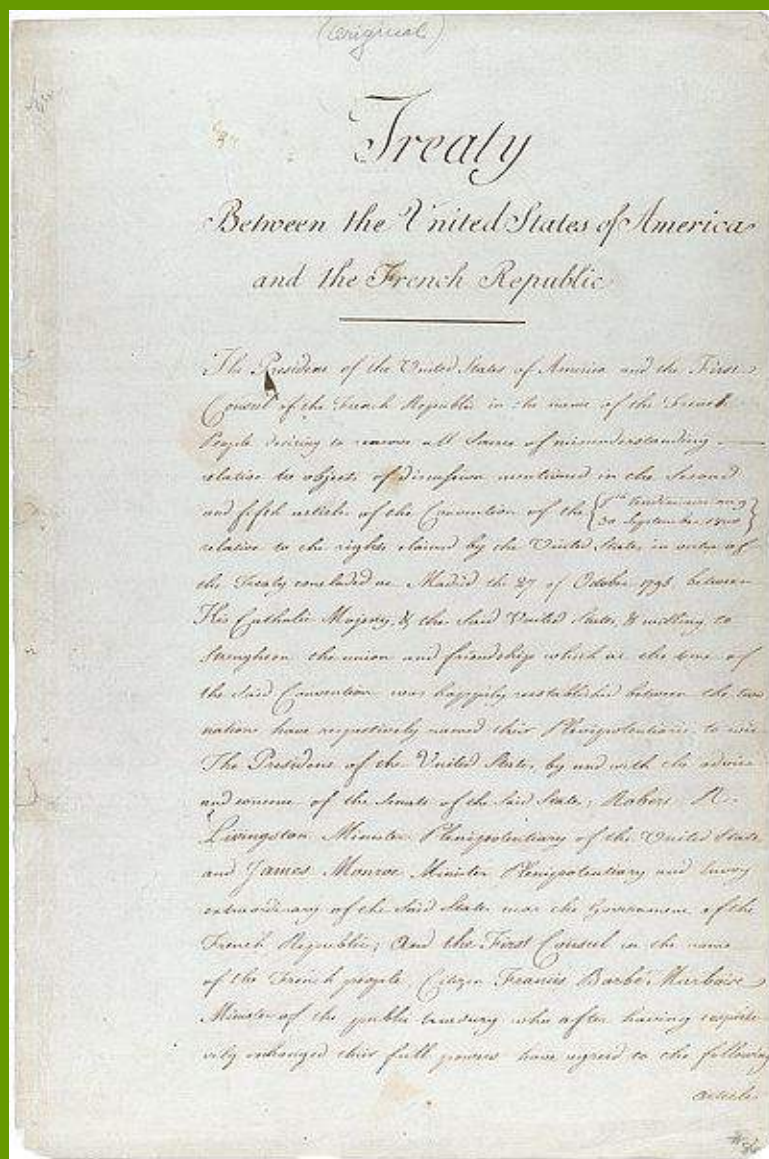 (Original)
Treaty
Between the United States of America
and the French Republic
The President of the United States of America and the First
Consul of the French Republic in the name of the French
People desiring to remove all Source of misunderstanding
relative to objects of discussion mentioned in the Second
and fifth articles of the Convention of the
30 September 1800
relative to the rights claimed by the United States in virtue of
the Treaty concluded at Madrid the 27 of October 1795, between
His Catholic Majesty, & the Said United States, & willing to
Strengthen the union and friendship which at the time of
the Said Convention was happily reestablished between the two
nations have respectively named their Plenipotentiaries to wit
The President of the United States, by and with the advice
and consent of the Senate of the Said States; Robert R.
Livingston Minister Plenipotentiary of the United States
and James Monroe Minister Plenipotentiary and Envoy
extraordinary of the Said States near the Government of the
French Republic; And the First Consul in the name
of the French people, Citizen Francis Barbé Marbois
Minister of the public treasury who after having respecti-
vely exchanged their full powers have agreed to the following
articles